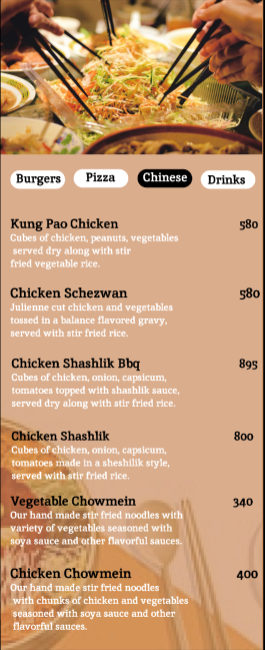 Burgers Pizza Chinese Drinks
Kung Pao Chicken 580
Cubes of chicken, peanuts, vegetables
served dry along with stir
fried vegetable rice.
Chicken Schezwan 580
Julienne cut chicken and vegetables
tossed in a balance flavored gravy,
served with stir fried rice.
Chicken Shashlik Bbq 895
Cubes of chicken, onion, capsicum,
tomatoes topped with shashlik sauce,
served dry along with stir fried rice.
Chicken Shashlik 800
Cubes of chicken, onion, capsicum,
tomatoes made in a sheshilik style,
served with stir fried rice.
Vegetable Chowmein 340
Our hand made stir fried noodles with
variety of vegetables seasoned with
soya sauce and other flavorful sauces.
Chicken Chowmein 400
Our hand made stir fried noodles
with chunks of chicken and vegetables
seasoned with soya sauce and other
flavorful sauces.